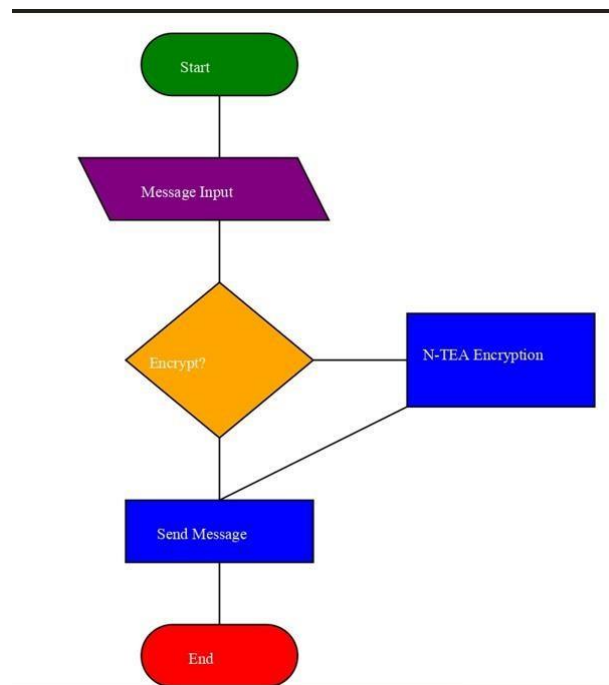 Start
Message Input
Encrypt?
N-TEA Encryption
Send Message
End